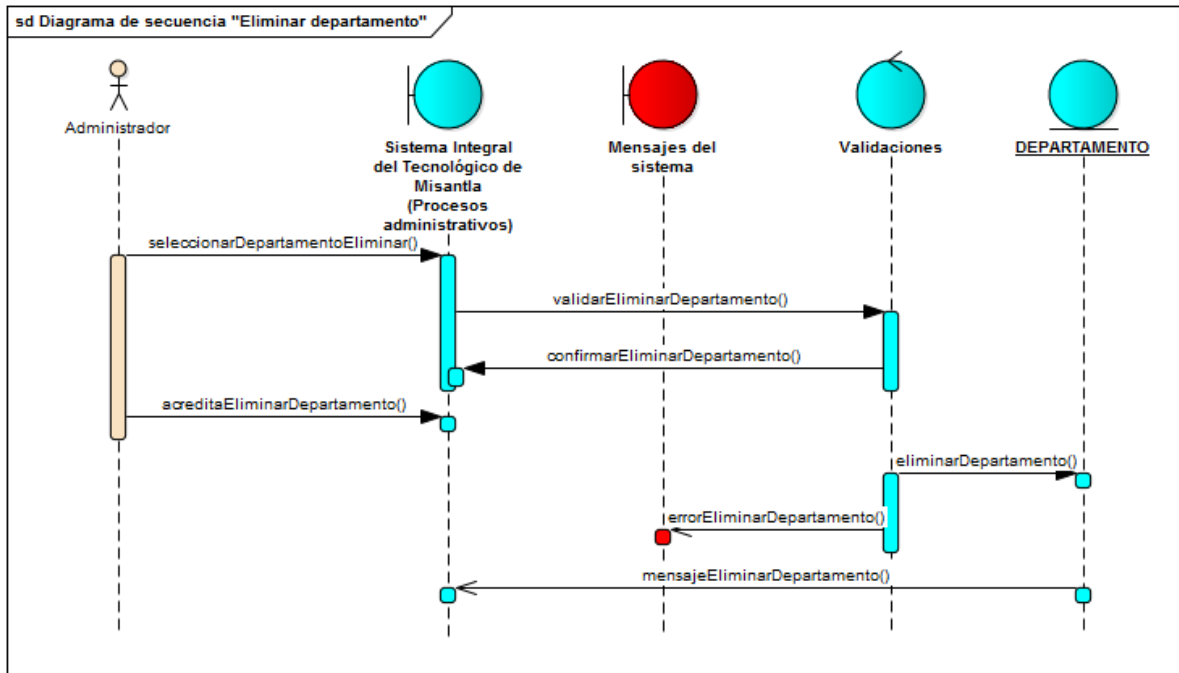 sd Diagrama de secuencia "Eliminar departamento"
Administrador
Sistema Integral
del Tecnológico de
Misantla
(Procesos
administrativos)
Mensajes del
sistema
Validaciones
DEPARTAMENTO
seleccionarDepartamentoEliminar()
validarEliminarDepartamento()
confirmarEliminarDepartamento()
acreditaEliminarDepartamento()
eliminarDepartamento()
errorEliminarDepartamento()
mensajeEliminarDepartamento()